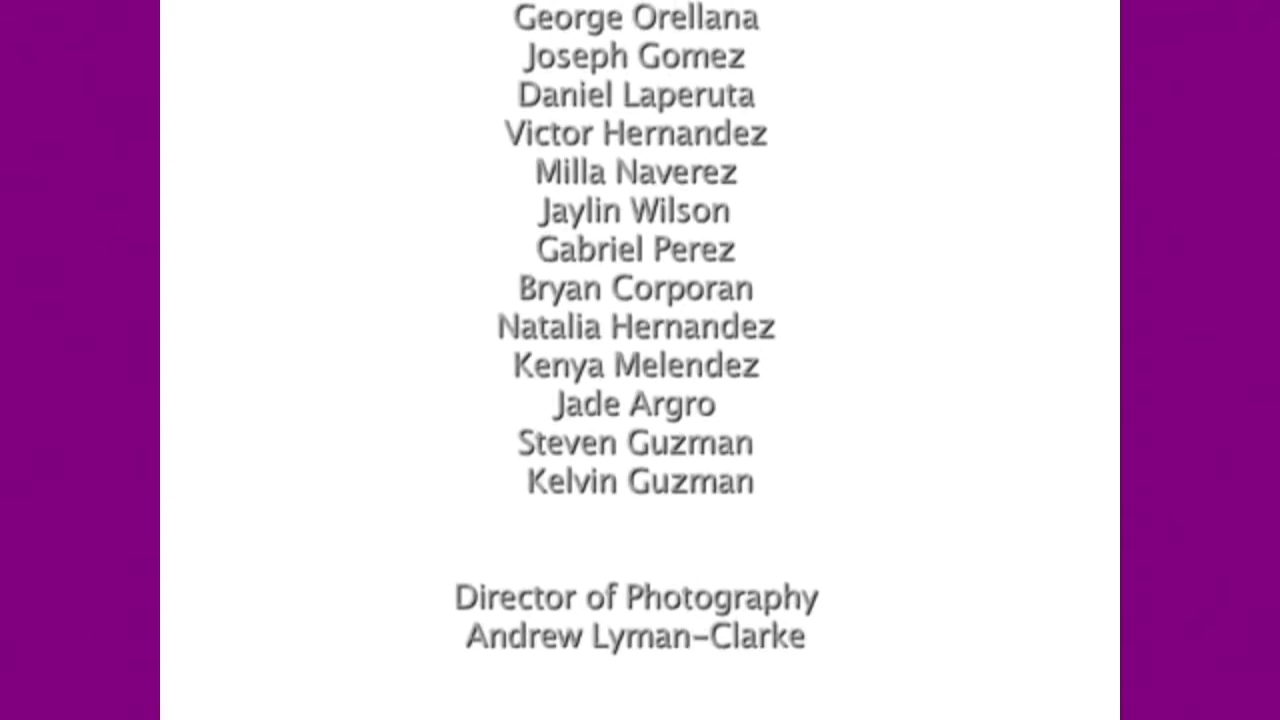 George Orellana
Joseph Gomez
Daniel Laperuta
Victor Hernandez
Milla Naverez
Jaylin Wilson
Gabriel Perez
Bryan Corporan
Natalia Hernandez
Kenya Melendez
Jade Argro
Steven Guzman
Kelvin Guzman
Director of Photography
Andrew Lyman-Clarke